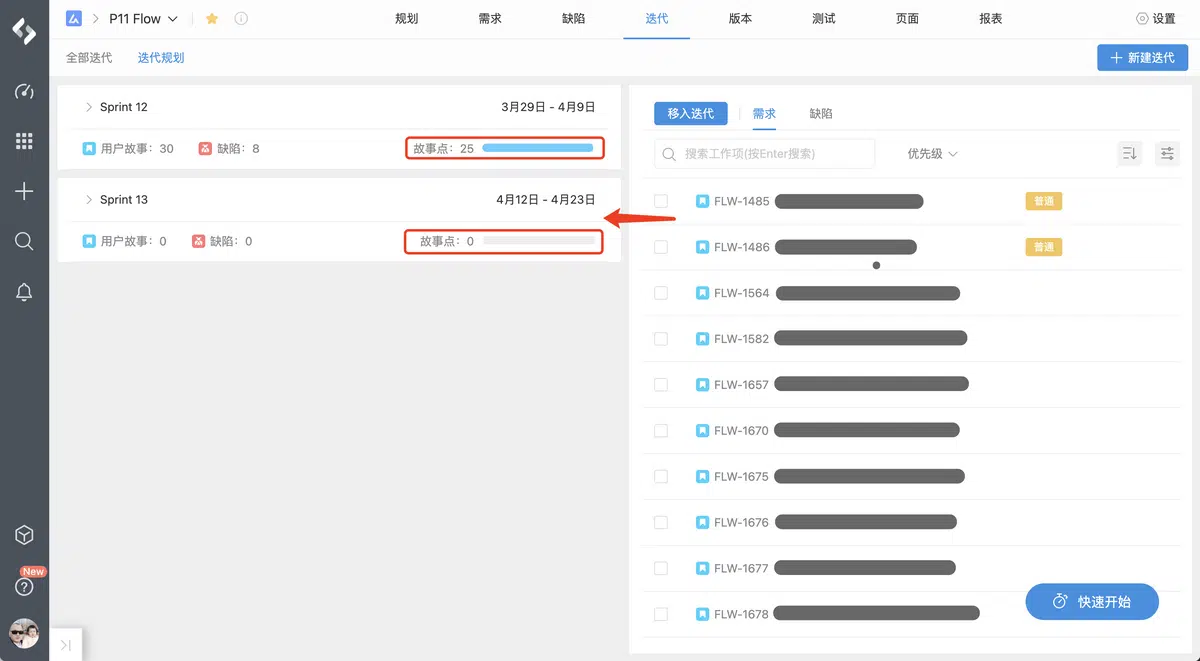 P11 Flow
规划 需求 缺陷 迭代 版本 测试 页面 报表
设置
全部迭代 迭代规划
新建迭代
Sprint 12
3月29日 - 4月9日
用户故事: 30 缺陷: 8
故事点: 25
Sprint 13
4月12日 - 4月23日
用户故事: 0 缺陷: 0
故事点: 0
移入迭代 需求 缺陷
搜索工作项(按Enter搜索)
优先级
FLW-1485 普通
FLW-1486 普通
FLW-1564
FLW-1582
FLW-1657
FLW-1670
FLW-1675
FLW-1676
FLW-1677
FLW-1678
快速开始
New